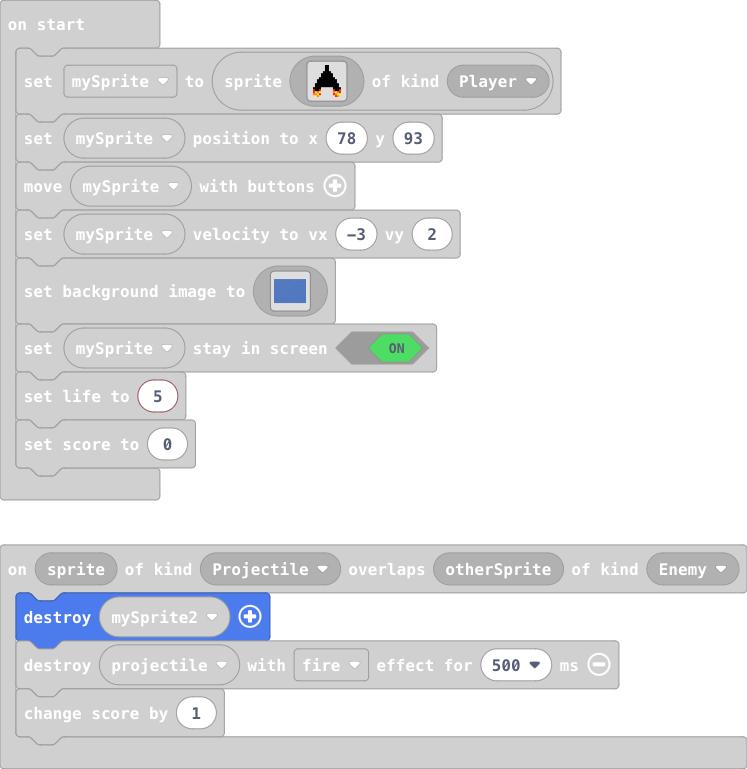 on start
set mySprite to sprite of kind Player
set mySprite position to x 78 y 93
move mySprite with buttons
set mySprite velocity to vx -3 vy 2
set background image to
set mySprite stay in screen ON
set life to 5
set score to 0
on sprite of kind Projectile overlaps otherSprite of kind Enemy
destroy mySprite2
destroy projectile with fire effect for 500 ms
change score by 1